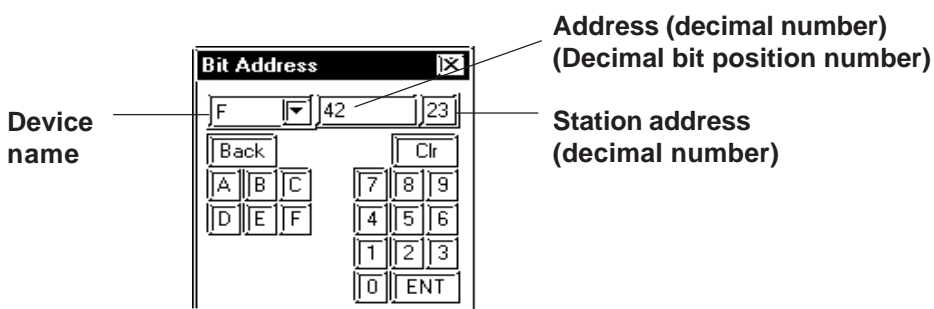 Address (decimal number)
(Decimal bit position number)
Bit Address
F 42 23
Device
name
Station address
(decimal number)
Back Clr
A B C 7 8 9
D E F 4 5 6
1 2 3
0 ENT